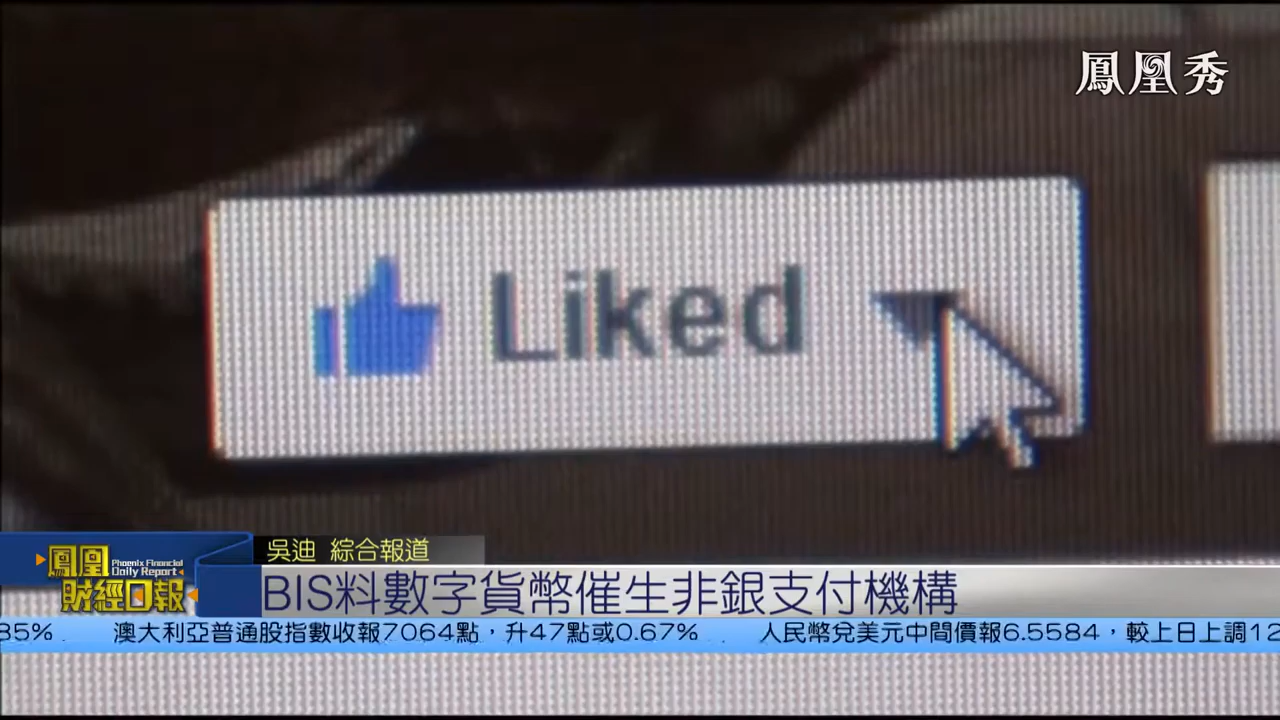 鳳凰秀
Liked
吳迪 綜合報道
鳳凰
Phoenix Financial
Daily Report
財經日報
BIS料數字貨幣催生非銀支付機構
35% 澳大利亞普通股指數收報7064點，升47點或0.67% 人民幣兌美元中間價報6.5584，較上日上調12